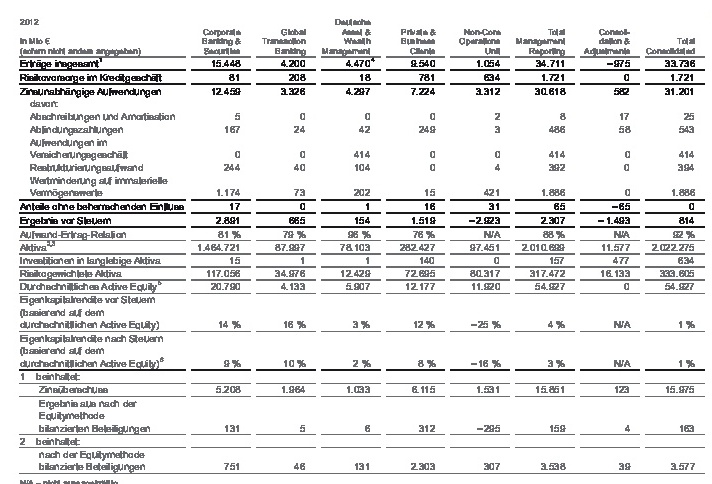 2012
in Mio € (sofern nicht anders angegeben) Corporate Banking & Securities Global Transaction Banking Deutsche Asset & Wealth Management Private & Business Clients Non-Core Operations Unit Total Management Reporting Consoli-dation & Adjustments Total Consolidated
Erträge insgesamt¹ 15.448 4.200 4.470⁴ 9.540 1.054 34.711 –975 33.736
Risikovorsorge im Kreditgeschäft 81 208 18 781 634 1.721 0 1.721
Zinsunabhängige Aufwendungen 12.459 3.326 4.297 7.224 3.312 30.618 582 31.201
davon:
Abschreibungen und Amortisation 5 0 0 0 2 8 17 25
Abfindungszahlungen 167 24 42 249 3 486 58 543
Aufwendungen im
Versicherungsgeschäft 0 0 414 0 0 414 0 414
Restrukturierungsaufwand 244 40 104 0 4 392 0 394
Wertminderung auf immaterielle
Vermögenswerte 1.174 73 202 15 421 1.886 0 1.886
Anteile ohne beherrschenden Einfluss 17 0 1 16 31 65 –65 0
Ergebnis vor Steuern 2.891 665 154 1.519 –2.923 2.307 –1.493 814
Aufwand-Ertrag-Relation 81 % 79 % 96 % 76 % N/A 88 % N/A 92 %
Aktiva²,³ 1.464.721 87.997 78.103 282.427 97.451 2.010.699 11.577 2.022.275
Investitionen in langlebige Aktiva 15 1 1 140 0 157 477 634
Risikogewichtete Aktiva 117.056 34.976 12.429 72.695 80.317 317.472 16.133 333.605
Durchschnittliches Active Equity⁵ 20.790 4.133 5.907 12.177 11.920 54.927 0 54.927
Eigenkapitalrendite vor Steuern
(basierend auf dem
durchschnittlichen Active Equity) 14 % 16 % 3 % 12 % –25 % 4 % N/A 1 %
Eigenkapitalrendite nach Steuern
(basierend auf dem
durchschnittlichen Active Equity)⁶ 9 % 10 % 2 % 8 % –16 % 3 % N/A 1 %
1 beinhaltet:
Zinsüberschuss 5.208 1.964 1.033 6.115 1.531 15.851 123 15.975
Ergebnis aus nach der
Equitymethode
bilanzierten Beteiligungen 131 5 6 312 –295 159 4 163
2 beinhaltet:
nach der Equitymethode
bilanzierte Beteiligungen 751 46 131 2.303 307 3.538 39 3.577